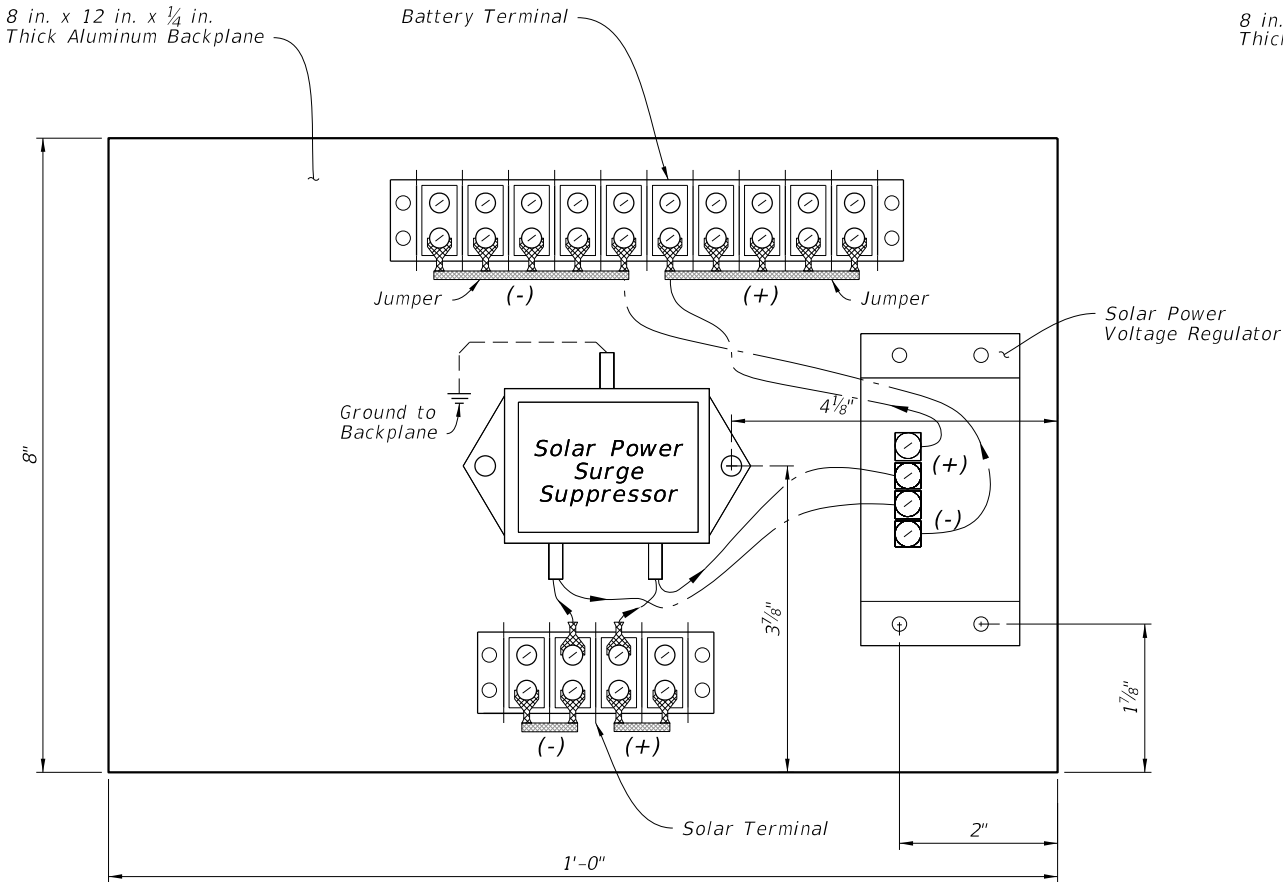 8 in. x 12 in. x 1/4 in.
Thick Aluminum Backplane
Battery Terminal
8 in.
Thick
Jumper
(-)
(+)
Jumper
Solar Power
Voltage Regulator
Ground to
Backplane
4 1/8"
8"
Solar Power
Surge
Suppressor
(+)
(-)
3 7/8"
1 7/8"
(-)
(+)
Solar Terminal
2"
1'-0"